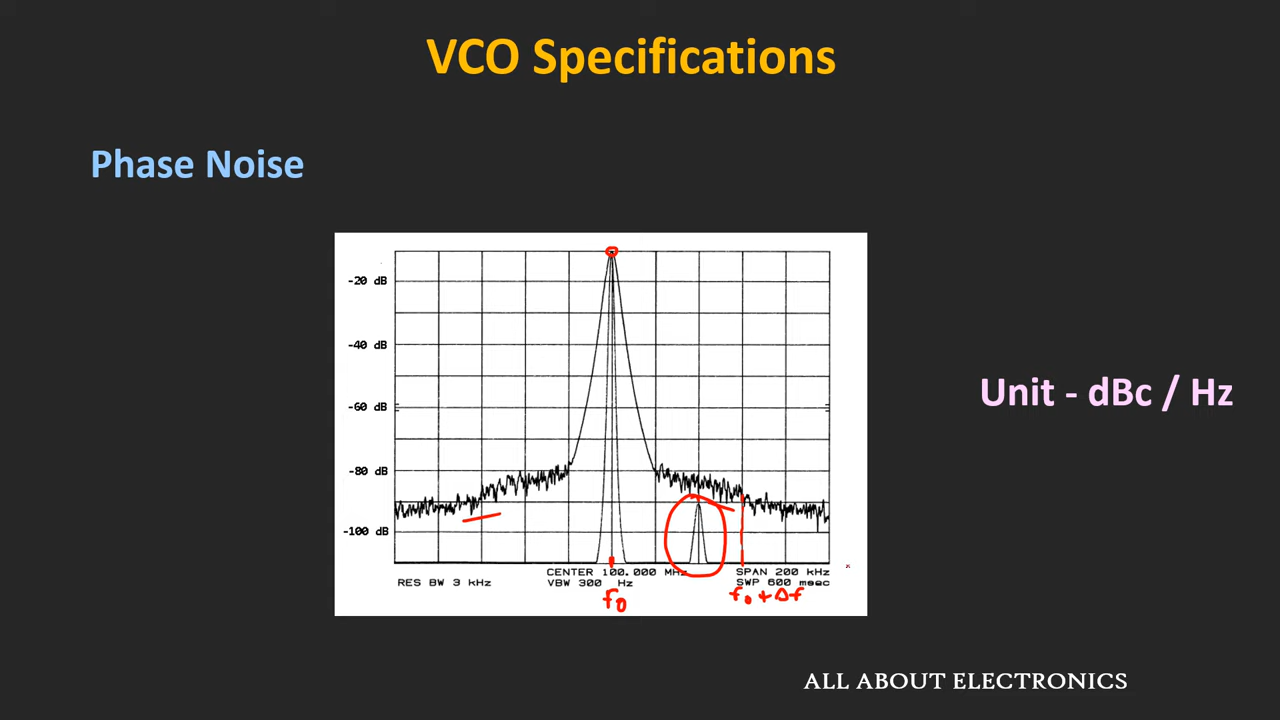 VCO Specifications
Phase Noise
-20 dB
-40 dB
-60 dB
-80 dB
-100 dB
Unit - dBc / Hz
CENTER 100.000 MHz SPAN 200 kHz
RES BW 3 kHz VBW 300 Hz SWP 600 msec
f0 f0 + Δf
ALL ABOUT ELECTRONICS